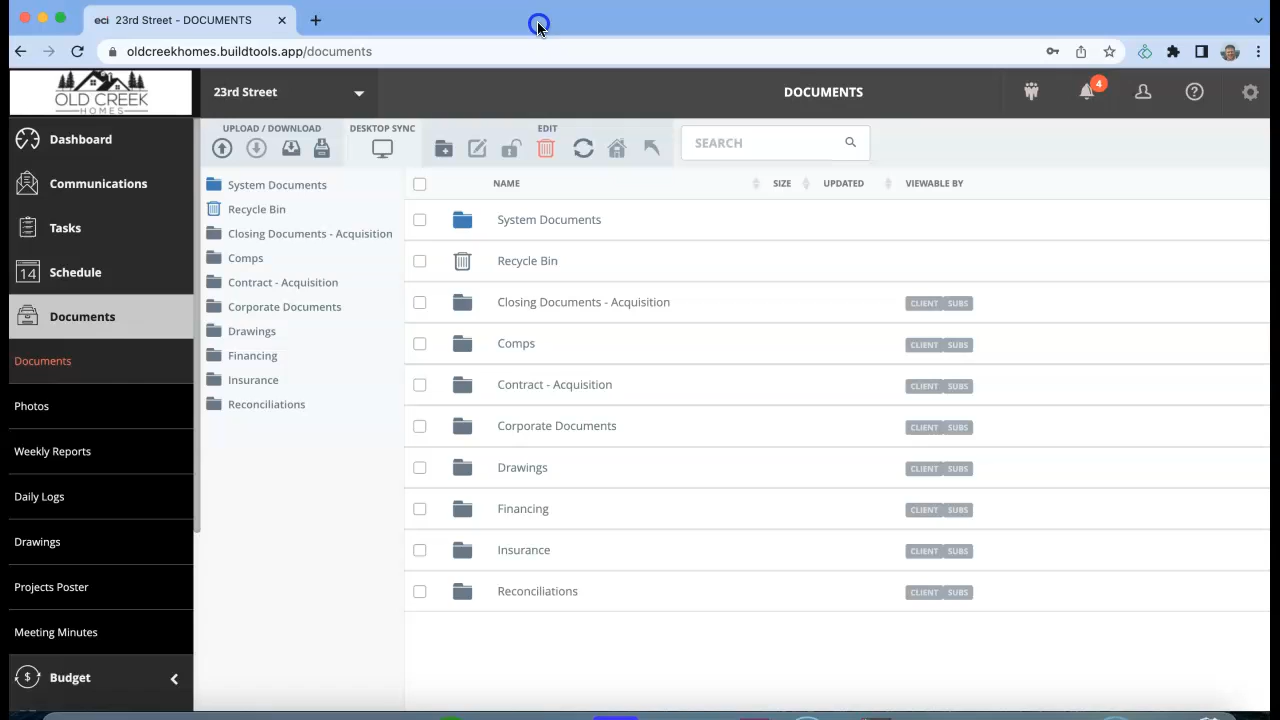 eci 23rd Street - DOCUMENTS
oldcreekhomes.buildtools.app/documents
OLD CREEK
HOMES
23rd Street
DOCUMENTS
4
UPLOAD / DOWNLOAD
DESKTOP SYNC
EDIT
SEARCH
Dashboard
Communications
Tasks
14 Schedule
Documents
Documents
Photos
Weekly Reports
Daily Logs
Drawings
Projects Poster
Meeting Minutes
$ Budget
System Documents
Recycle Bin
Closing Documents - Acquisition
Comps
Contract - Acquisition
Corporate Documents
Drawings
Financing
Insurance
Reconciliations
NAME SIZE UPDATED VIEWABLE BY
System Documents
Recycle Bin
Closing Documents - Acquisition CLIENT SUBS
Comps CLIENT SUBS
Contract - Acquisition CLIENT SUBS
Corporate Documents CLIENT SUBS
Drawings CLIENT SUBS
Financing CLIENT SUBS
Insurance CLIENT SUBS
Reconciliations CLIENT SUBS